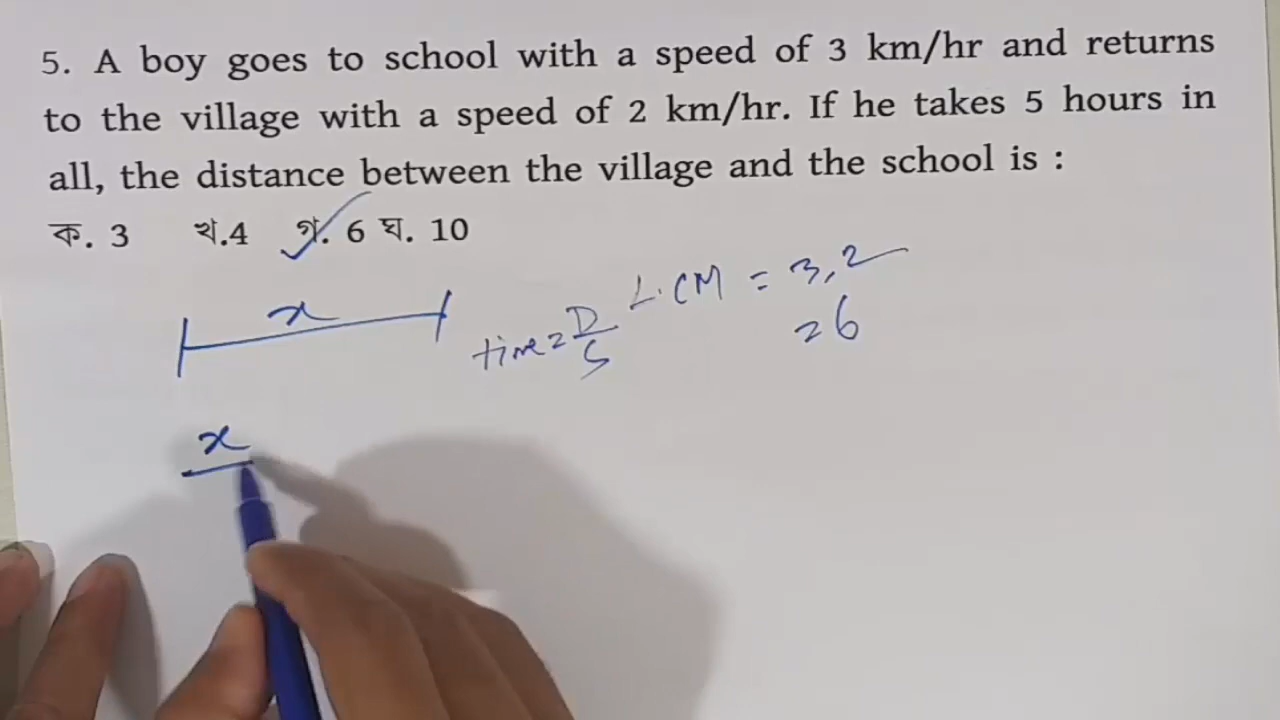 5. A boy goes to school with a speed of 3 km/hr and returns
to the village with a speed of 2 km/hr. If he takes 5 hours in
all, the distance between the village and the school is :
ক. 3 খ.4 গ. 6 ঘ. 10
L.CM = 3,2
= 6
x
time = D/S
x